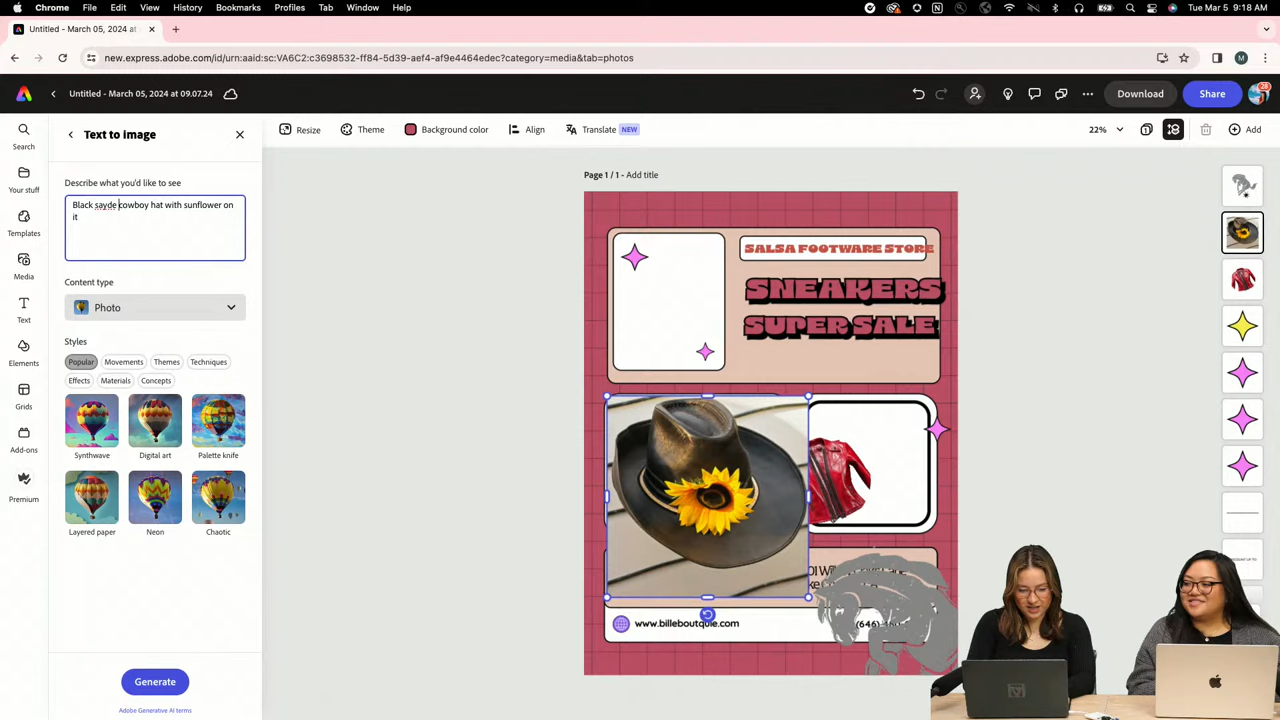 Chrome File Edit View History Bookmarks Profiles Tab Window Help
Tue Mar 5 9:18 AM
Untitled - March 05, 2024 at
new.express.adobe.com/id/urn:aaid:sc:VA6C2:c3698532-ff84-5d39-aef4-af9e4464edec?category=media&tab=photos
M
Untitled - March 05, 2024 at 09.07.24
Download
Share
28
Search
Your stuff
Templates
Media
Text
Elements
Grids
Add-ons
Premium
Text to image
Resize Theme Background color Align Translate NEW
22%
Add
Describe what you'd like to see
Black sayde cowboy hat with sunflower on
it
Content type
Photo
Styles
Popular Movements Themes Techniques
Effects Materials Concepts
Synthwave Digital art Palette knife
Layered paper Neon Chaotic
Generate
Adobe Generative AI terms
Page 1 / 1 - Add title
SALSA FOOTWARE STORE
SNEAKERS
SUPER SALE
www.billeboutquie.com
(646)